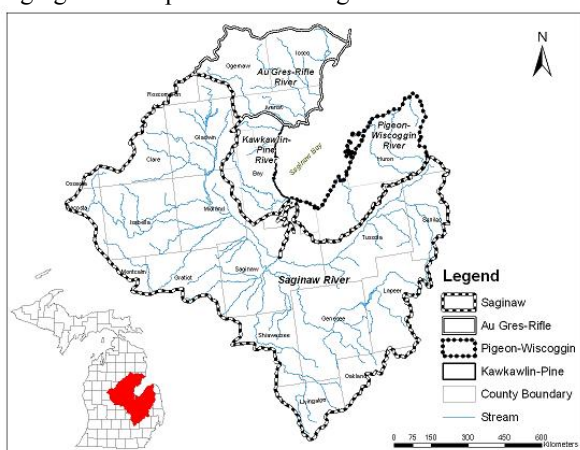 N
Iosco
Ogemaw
Au Gres-Rifle
River
Roscommon
Arenac
Gladwin
Kawkawlin-
Pine
River
Bay
Saginaw Bay
Pigeon-
Wiscoggin
River
Huron
Clare
Osceola
Mecosta
Isabella
Midland
Sanilac
Tuscola
Montcalm
Gratiot
Saginaw
Saginaw River
Lapeer
Genesee
Shiawassee
Oakland
Livingston
Legend
Saginaw
Au Gres-Rifle
Pigeon-Wiscoggin
Kawkawlin-Pine
County Boundary
Stream
0 75 150 300 450 600
Kilometers